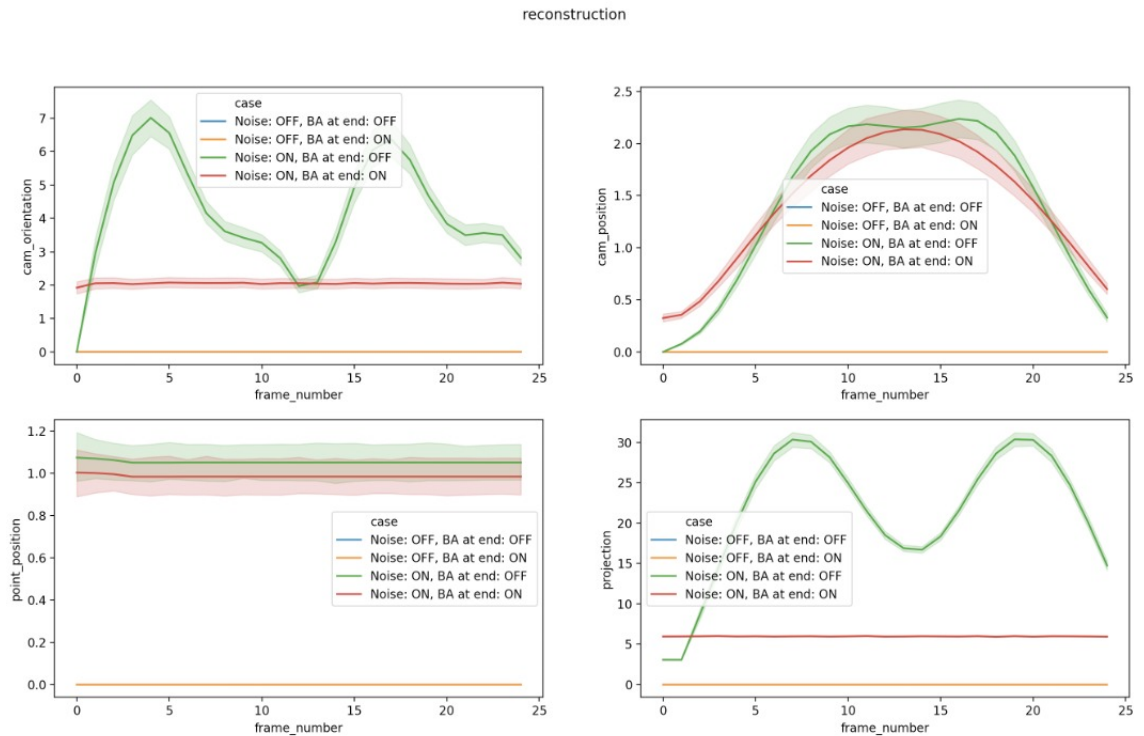 reconstruction
cam_orientation
7
6
5
4
3
2
1
0
case
Noise: OFF, BA at end: OFF
Noise: OFF, BA at end: ON
Noise: ON, BA at end: OFF
Noise: ON, BA at end: ON
0 5 10 15 20 25
frame_number
cam_position
2.5
2.0
1.5
1.0
0.5
0.0
case
Noise: OFF, BA at end: OFF
Noise: OFF, BA at end: ON
Noise: ON, BA at end: OFF
Noise: ON, BA at end: ON
0 5 10 15 20 25
frame_number
point_position
1.2
1.0
0.8
0.6
0.4
0.2
0.0
case
Noise: OFF, BA at end: OFF
Noise: OFF, BA at end: ON
Noise: ON, BA at end: OFF
Noise: ON, BA at end: ON
0 5 10 15 20 25
frame_number
projection
30
25
20
15
10
5
0
case
Noise: OFF, BA at end: OFF
Noise: OFF, BA at end: ON
Noise: ON, BA at end: OFF
Noise: ON, BA at end: ON
0 5 10 15 20 25
frame_number